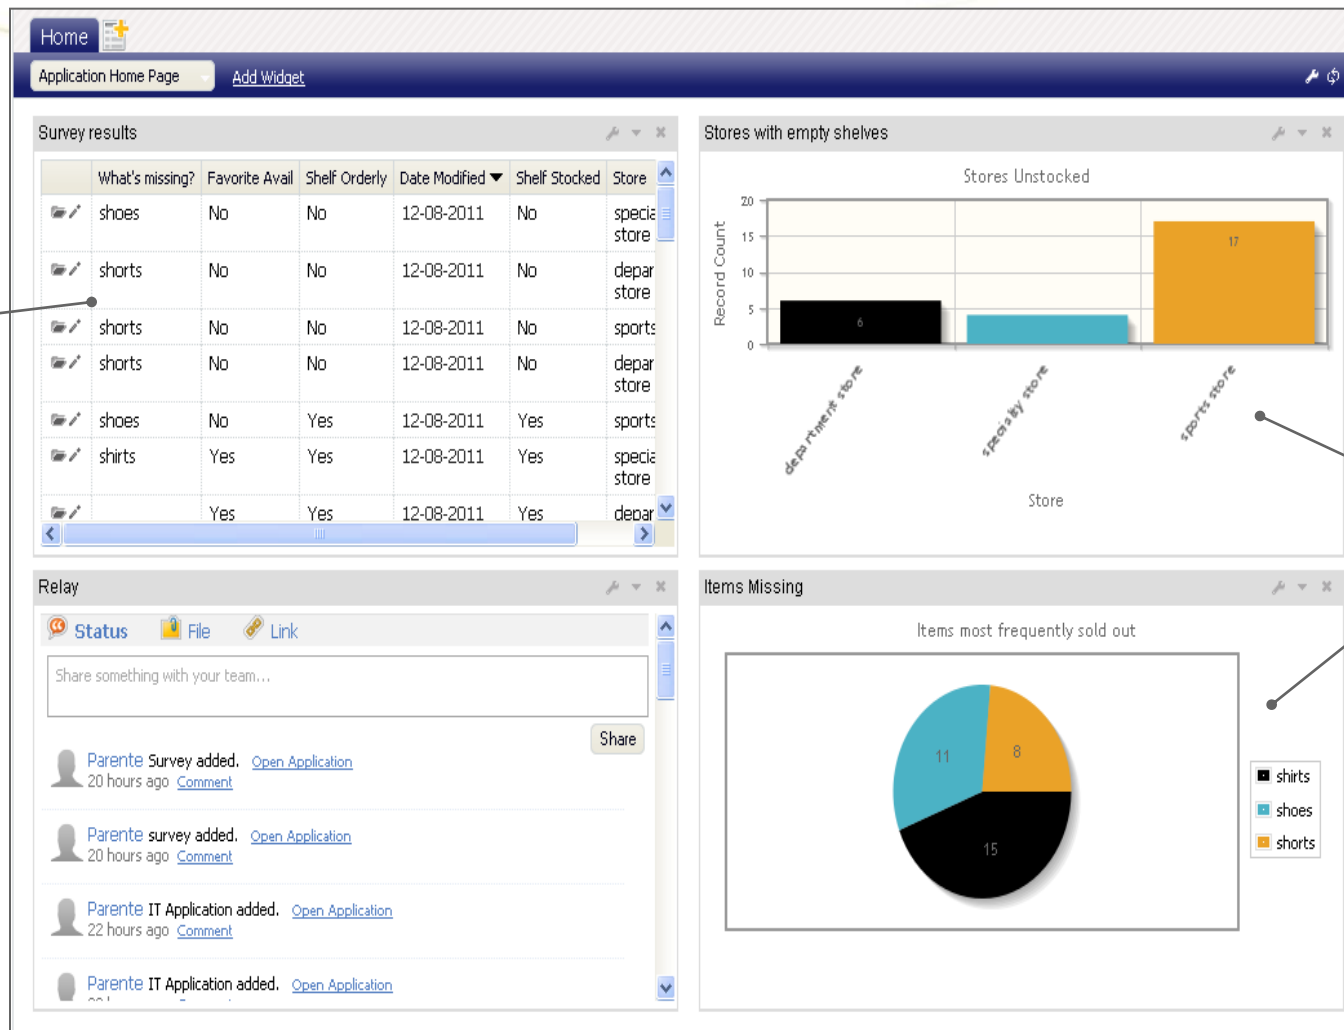 Home
Application Home Page Add Widget
Survey results
What's missing? Favorite Avail Shelf Orderly Date Modified Shelf Stocked Store
shoes No No 12-08-2011 No specia
store
shorts No No 12-08-2011 No depar
store
shorts No No 12-08-2011 No sports
shorts No No 12-08-2011 No depar
store
shoes No Yes 12-08-2011 Yes sports
shirts Yes Yes 12-08-2011 Yes specia
store
Yes Yes 12-08-2011 Yes depar
Stores with empty shelves
Stores Unstocked
Record Count
20
15
10
5
0
6
17
department store
specialty store
sports store
Store
Relay
Status File Link
Share something with your team...
Share
Parente Survey added. Open Application
20 hours ago Comment
Parente survey added. Open Application
20 hours ago Comment
Parente IT Application added. Open Application
22 hours ago Comment
Parente IT Application added. Open Application
Items Missing
Items most frequently sold out
11
8
15
shirts
shoes
shorts